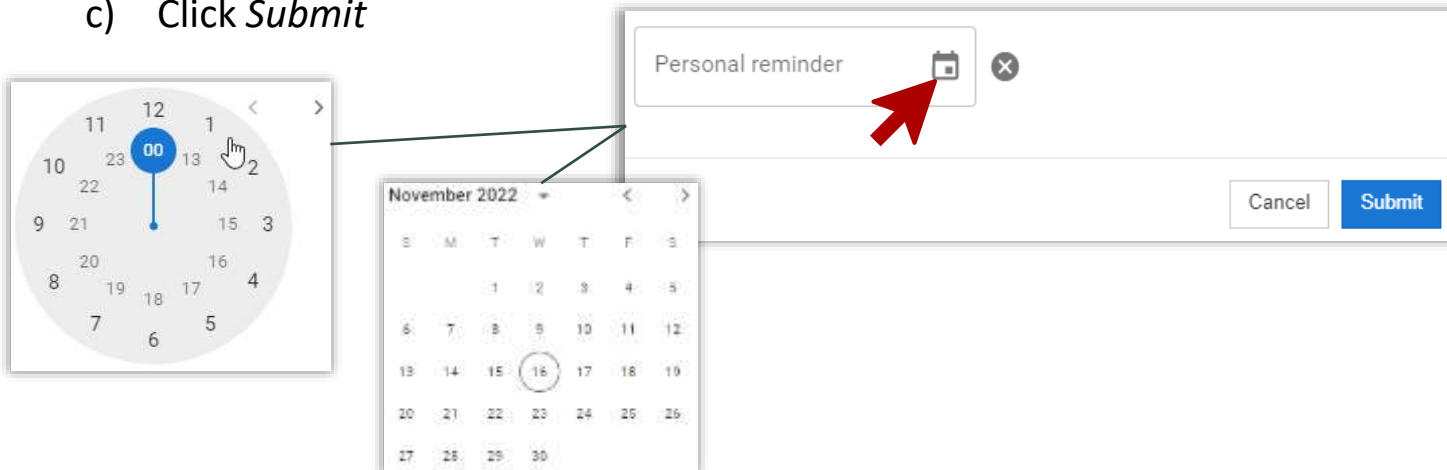 c) Click Submit
Personal reminder
Cancel
Submit
12
11
1
00
23
13
10
2
22
14
9
21
15
3
20
16
8
19
17
4
18
7
5
6
November 2022
S M T W T F S
1 2 3 4 5
6 7 8 9 10 11 12
13 14 15 16 17 18 19
20 21 22 23 24 25 26
27 28 29 30